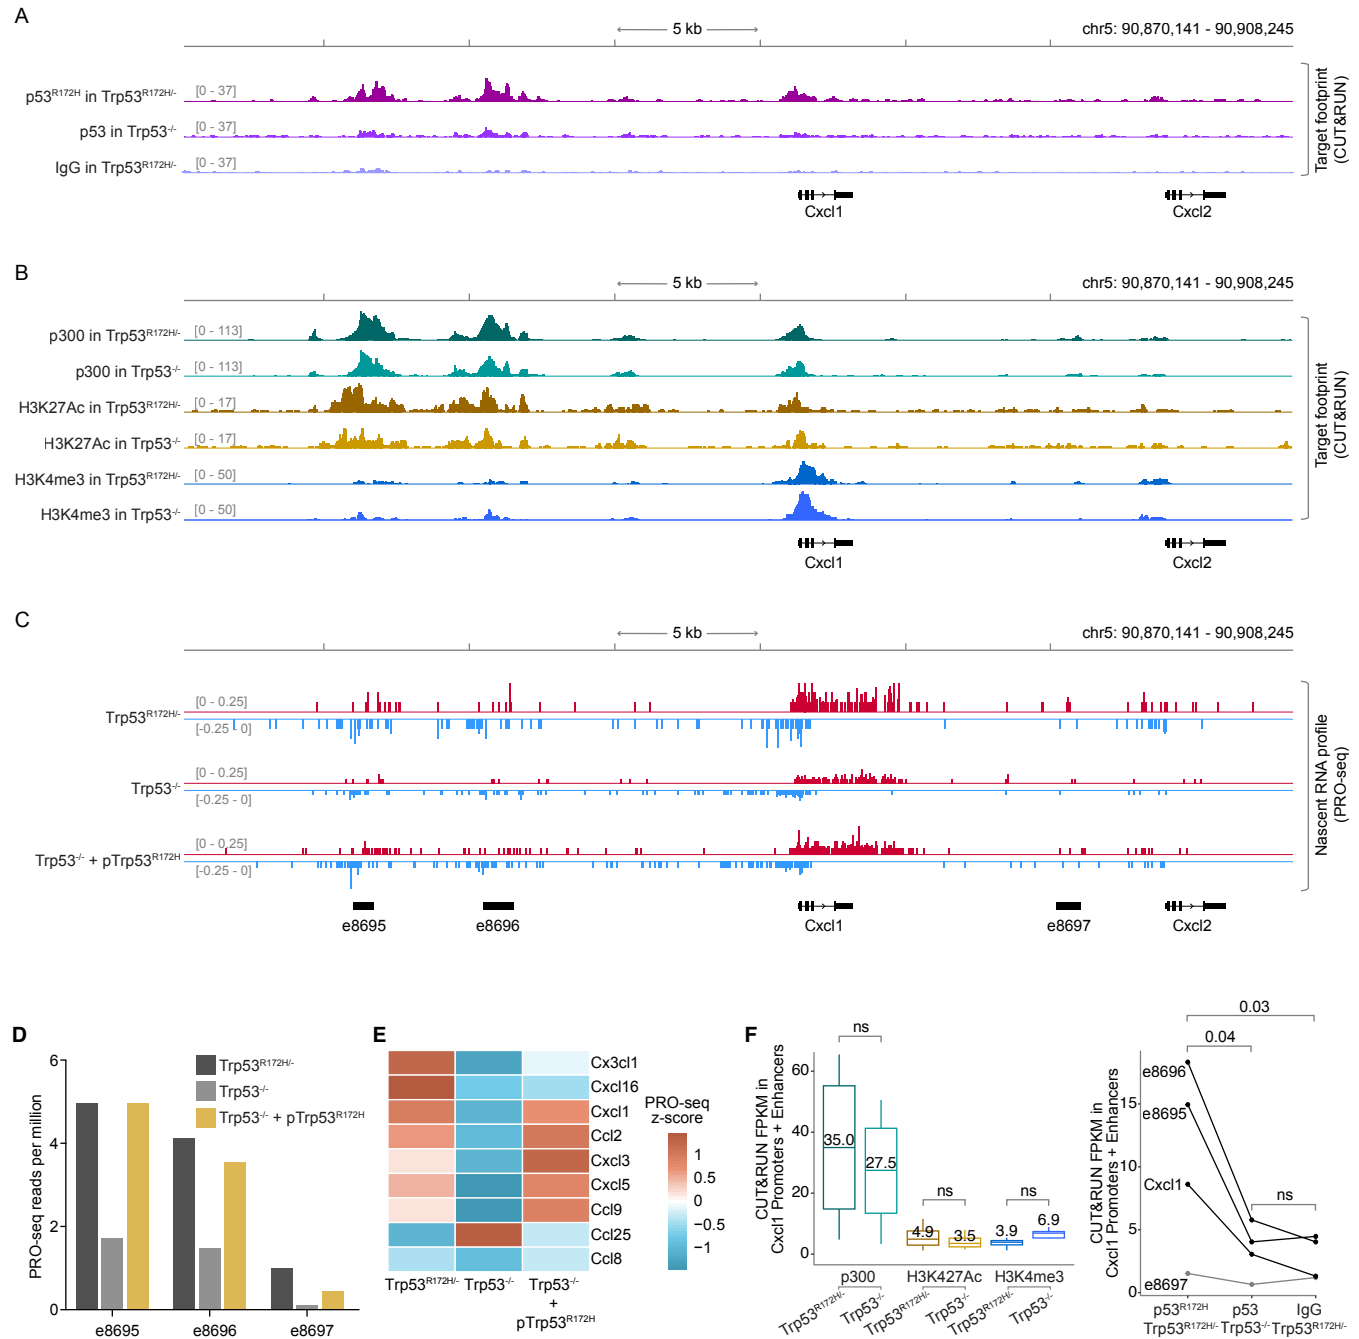 A
5 kb
chr5: 90,870,141 - 90,908,245
p53R172H in Trp53R172H/- [0 - 37]
p53 in Trp53-/- [0 - 37]
IgG in Trp53R172H/- [0 - 37]
Target footprint
(CUT&RUN)
Cxcl1
Cxcl2
B
5 kb
chr5: 90,870,141 - 90,908,245
p300 in Trp53R172H/- [0 - 113]
p300 in Trp53-/- [0 - 113]
H3K27Ac in Trp53R172H/- [0 - 17]
H3K27Ac in Trp53-/- [0 - 17]
H3K4me3 in Trp53R172H/- [0 - 50]
H3K4me3 in Trp53-/- [0 - 50]
Target footprint
(CUT&RUN)
Cxcl1
Cxcl2
C
5 kb
chr5: 90,870,141 - 90,908,245
Trp53R172H/- [0 - 0.25]
[-0.25 - 0]
Trp53-/- [0 - 0.25]
[-0.25 - 0]
Trp53-/- + pTrp53R172H [0 - 0.25]
[-0.25 - 0]
Nascent RNA profile
(PRO-seq)
e8695
e8696
Cxcl1
e8697
Cxcl2
D
PRO-seq reads per million
6
4
2
0
Trp53R172H/-
Trp53-/-
Trp53-/- + pTrp53R172H
e8695
e8696
e8697
E
Cx3cl1
Cxcl16
Cxcl1
Ccl2
Cxcl3
Cxcl5
Ccl9
Ccl25
Ccl8
Trp53R172H/-
Trp53-/-
Trp53-/-
+
pTrp53R172H
PRO-seq
z-score
1
0.5
0
−0.5
−1
F
CUT&RUN FPKM in
Cxcl1 Promoters + Enhancers
60
40
20
0
ns
ns
ns
35.0
27.5
4.9
3.5
3.9
6.9
p300
H3K427Ac
H3K4me3
Trp53R172H/-
Trp53-/-
Trp53R172H/-
Trp53-/-
Trp53R172H/-
Trp53-/-
CUT&RUN FPKM in
Cxcl1 Promoters + Enhancers
15
10
5
0
0.03
0.04
ns
e8696
e8695
Cxcl1
e8697
p53R172H
Trp53R172H/-
p53
Trp53-/-
IgG
Trp53R172H/-